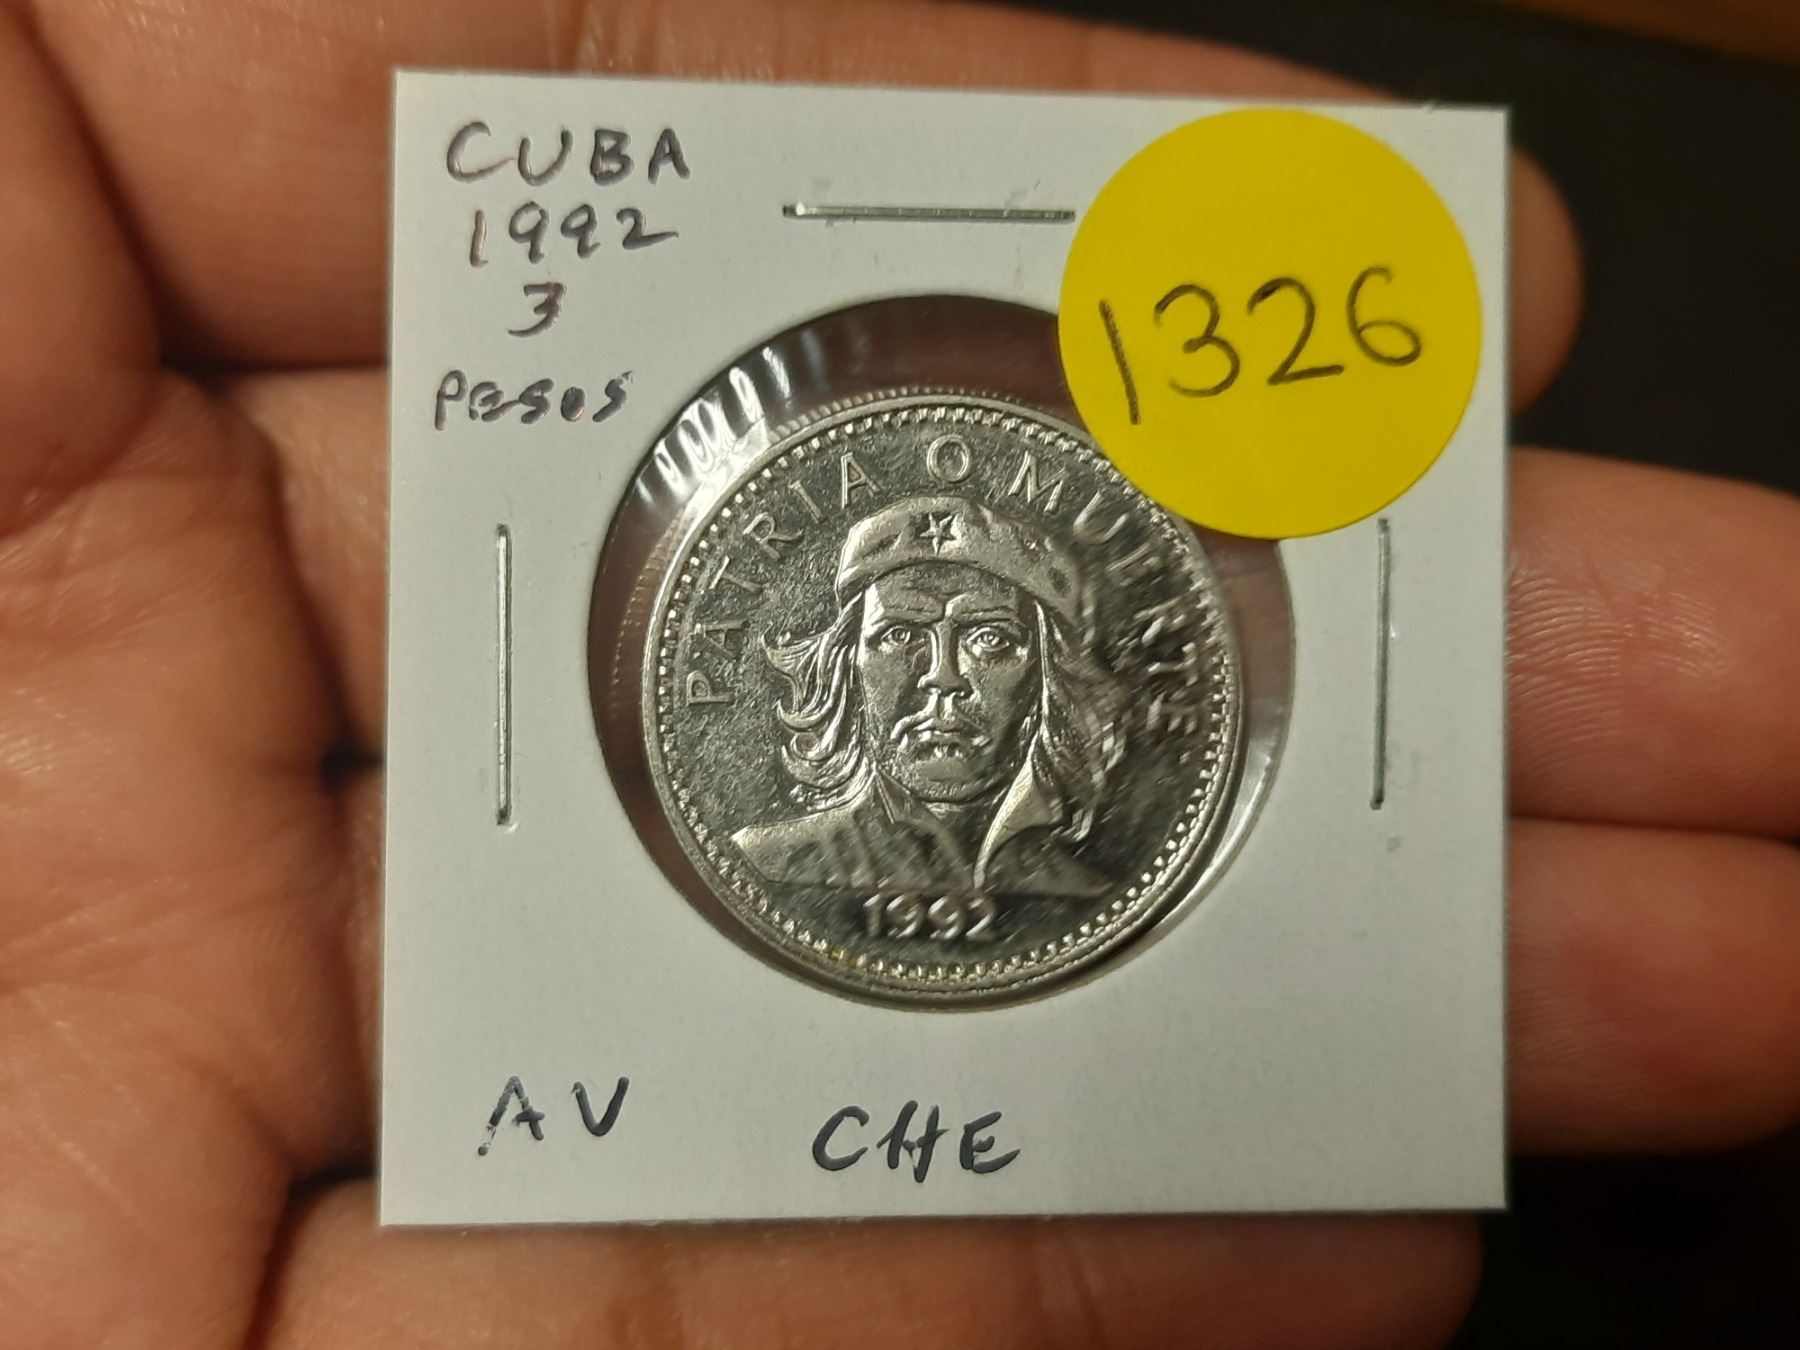 CUBA
1992
3
PESOS
1326
PATRIA O MUERTE
1992
AV CHE